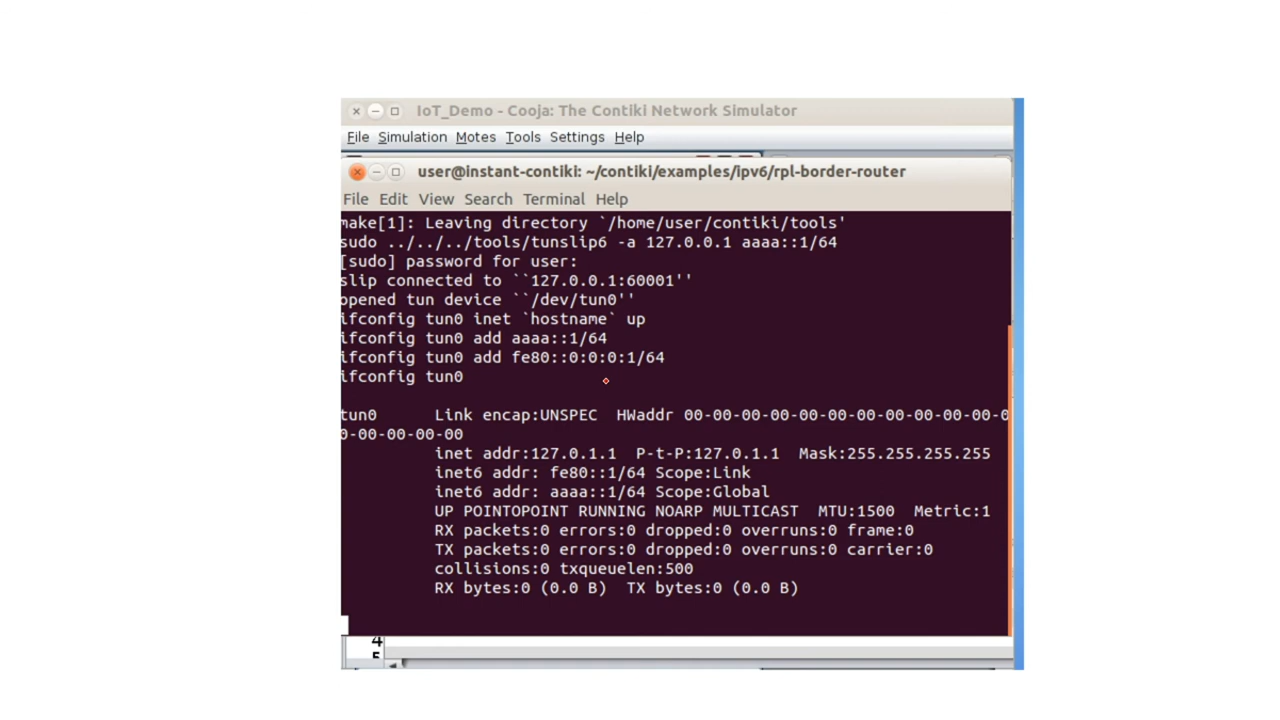 IoT_Demo - Cooja: The Contiki Network Simulator
File Simulation Motes Tools Settings Help
user@instant-contiki: ~/contiki/examples/ipv6/rpl-border-router
File Edit View Search Terminal Help
make[1]: Leaving directory `/home/user/contiki/tools'
sudo ../../../tools/tunslip6 -a 127.0.0.1 aaaa::1/64
[sudo] password for user:
slip connected to ``127.0.0.1:60001''
opened tun device ``/dev/tun0''
ifconfig tun0 inet `hostname` up
ifconfig tun0 add aaaa::1/64
ifconfig tun0 add fe80::0:0:0:1/64
ifconfig tun0
tun0 Link encap:UNSPEC HWaddr 00-00-00-00-00-00-00-00-00-00-00-0
0-00-00-00-00
inet addr:127.0.1.1 P-t-P:127.0.1.1 Mask:255.255.255.255
inet6 addr: fe80::1/64 Scope:Link
inet6 addr: aaaa::1/64 Scope:Global
UP POINTOPOINT RUNNING NOARP MULTICAST MTU:1500 Metric:1
RX packets:0 errors:0 dropped:0 overruns:0 frame:0
TX packets:0 errors:0 dropped:0 overruns:0 carrier:0
collisions:0 txqueuelen:500
RX bytes:0 (0.0 B) TX bytes:0 (0.0 B)
4
5